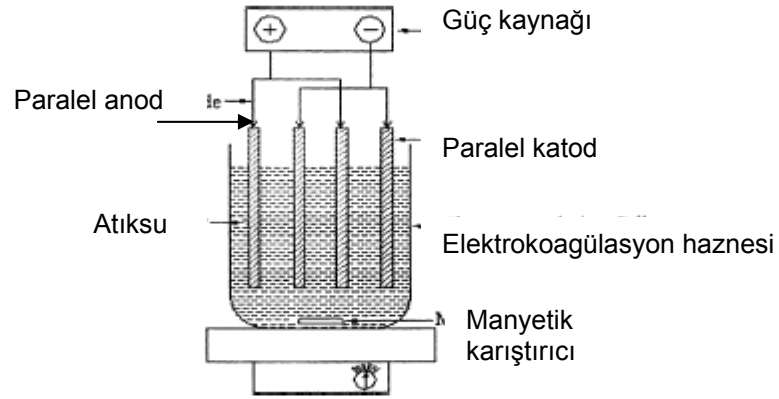 +
−
Güç kaynağı
Paralel anod
Paralel katod
Atıksu
Elektrokoagülasyon haznesi
Manyetik
karıştırıcı